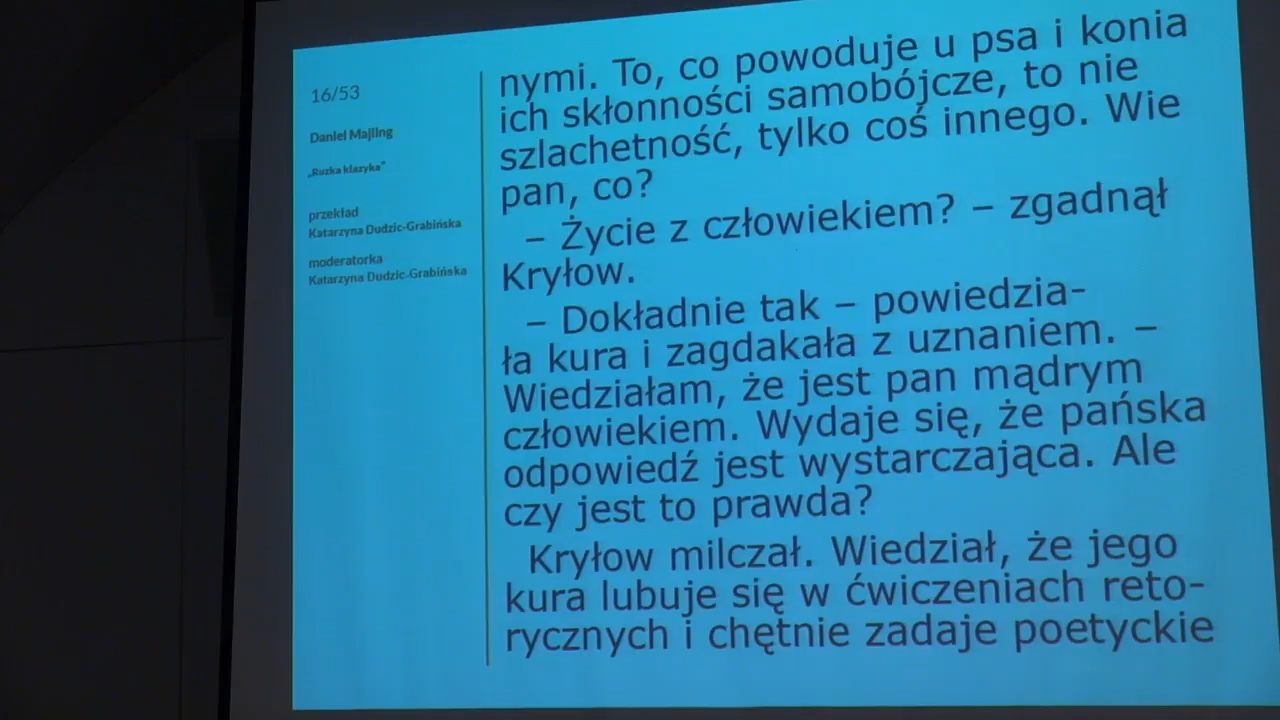 16/53
Daniel Majling
„Ruzka klazyka”
przekład
Katarzyna Dudzic-Grabińska
moderatorka
Katarzyna Dudzic-Grabińska
nymi. To, co powoduje u psa i konia
ich skłonności samobójcze, to nie
szlachetność, tylko coś innego. Wie
pan, co?
– Życie z człowiekiem? – zgadnął
Kryłow.
– Dokładnie tak – powiedzia-
ła kura i zagdakała z uznaniem. –
Wiedziałam, że jest pan mądrym
człowiekiem. Wydaje się, że pańska
odpowiedź jest wystarczająca. Ale
czy jest to prawda?
Kryłow milczał. Wiedział, że jego
kura lubuje się w ćwiczeniach reto-
rycznych i chętnie zadaje poetyckie